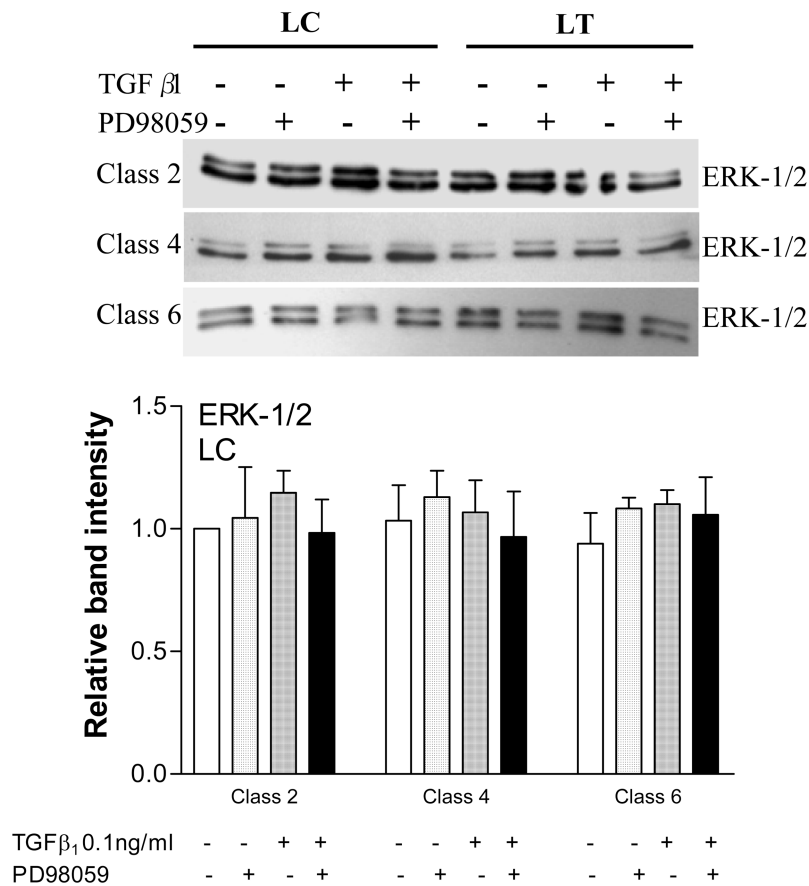 LC LT
TGF β1 - - + + - - + +
PD98059 - + - + - + - +
Class 2 ERK-1/2
Class 4 ERK-1/2
Class 6 ERK-1/2
1.5
ERK-1/2
LC
1.0
0.5
0.0
Relative band intensity
Class 2 Class 4 Class 6
TGFβ₁ 0.1ng/ml - - + + - - + + - - + +
PD98059 - + - + - + - + - + - +